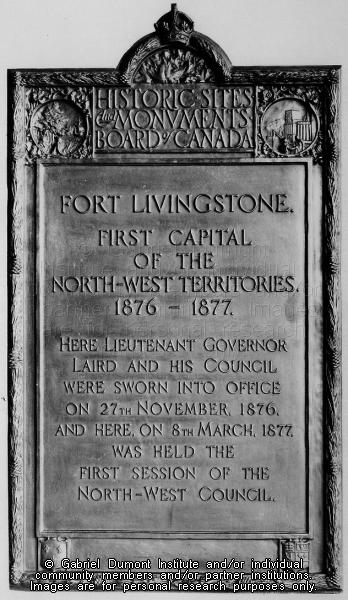 HISTORIC SITES
and MONUMENTS
BOARD of CANADA
FORT LIVINGSTONE.
FIRST CAPITAL
OF THE
NORTH-WEST TERRITORIES.
1876 – 1877.
HERE LIEUTENANT GOVERNOR
LAIRD AND HIS COUNCIL
WERE SWORN INTO OFFICE
ON 27TH NOVEMBER, 1876,
AND HERE, ON 8TH MARCH, 1877,
WAS HELD THE
FIRST SESSION OF THE
NORTH-WEST COUNCIL.
© Gabriel Dumont Institute and/or individual
community members and/or partner institutions.
Images are for personal research purposes only.